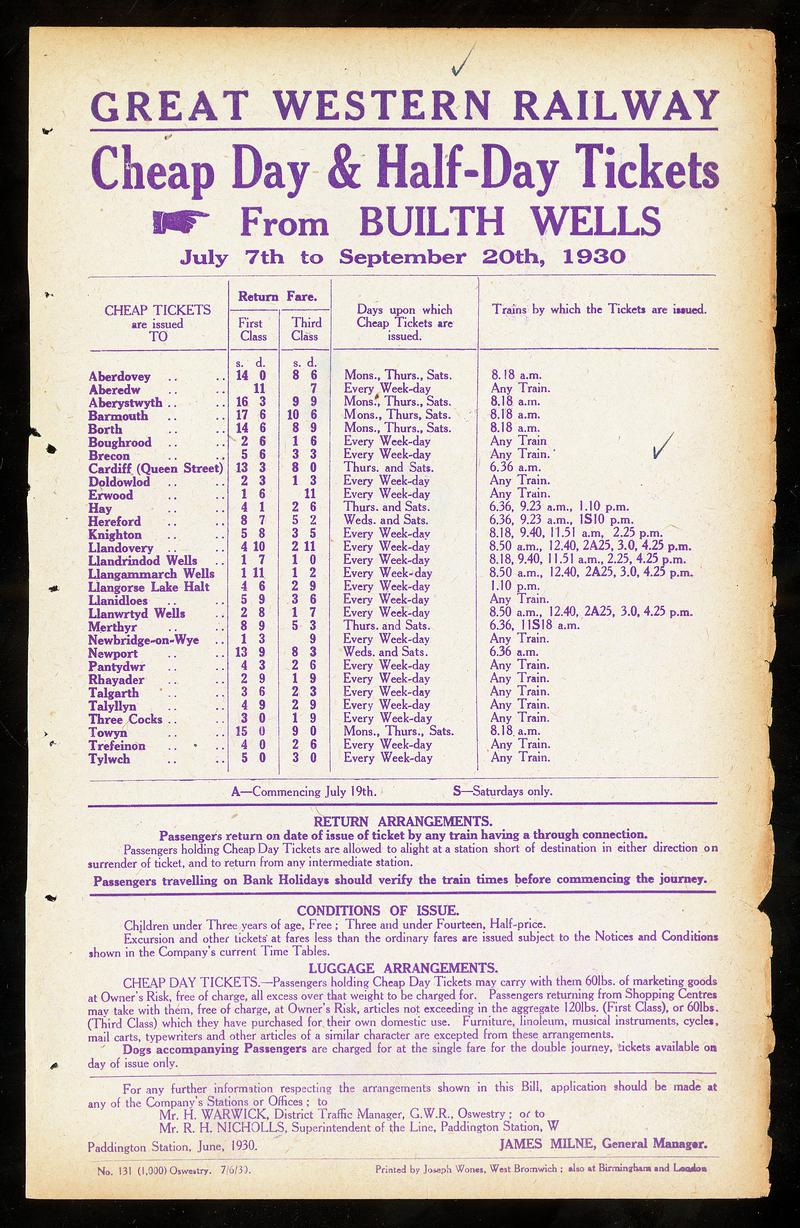 GREAT WESTERN RAILWAY
Cheap Day & Half-Day Tickets
From BUILTH WELLS
July 7th to September 20th, 1930
CHEAP TICKETS are issued TO | Return Fare. First Class | Third Class | Days upon which Cheap Tickets are issued. | Trains by which the Tickets are issued.
s. d. s. d.
Aberdovey .. .. 14 0 8 6 Mons., Thurs., Sats. 8.18 a.m.
Aberedw .. .. 11 7 Every Week-day Any Train.
Aberystwyth .. .. 16 3 9 9 Mons., Thurs., Sats. 8.18 a.m.
Barmouth .. .. 17 6 10 6 Mons., Thurs, Sats. 8.18 a.m.
Borth .. .. 14 6 8 9 Mons., Thurs., Sats. 8.18 a.m.
Boughrood .. .. 2 6 1 6 Every Week-day Any Train
Brecon .. .. 5 6 3 3 Every Week-day Any Train.
Cardiff (Queen Street) 13 3 8 0 Thurs. and Sats. 6.36 a.m.
Doldowlod .. .. 2 3 1 3 Every Week-day Any Train.
Erwood .. .. 1 6 11 Every Week-day Any Train.
Hay .. .. 4 1 2 6 Thurs. and Sats. 6.36, 9.23 a.m., 1.10 p.m.
Hereford .. .. 8 7 5 2 Weds. and Sats. 6.36, 9.23 a.m., 1S10 p.m.
Knighton .. .. 5 8 3 5 Every Week-day 8.18, 9.40, 11.51 a.m, 2.25 p.m.
Llandovery .. .. 4 10 2 11 Every Week-day 8.50 a.m., 12.40, 2A25, 3.0, 4.25 p.m.
Llandrindod Wells .. 1 7 1 0 Every Week-day 8.18, 9.40, 11.51 a.m., 2.25, 4.25 p.m.
Llangammarch Wells 1 11 1 2 Every Week-day 8.50 a.m., 12.40, 2A25, 3.0, 4.25 p.m.
Llangorse Lake Halt 4 6 2 9 Every Week-day 1.10 p.m.
Llanidloes .. .. 5 9 3 6 Every Week-day Any Train.
Llanwrtyd Wells .. 2 8 1 7 Every Week-day 8.50 a.m., 12.40, 2A25, 3.0, 4.25 p.m.
Merthyr .. .. 8 9 5 3 Thurs. and Sats. 6.36, 11S18 a.m.
Newbridge-on-Wye .. 1 3 9 Every Week-day Any Train.
Newport .. .. 13 9 8 3 Weds. and Sats. 6.36 a.m.
Pantydwr .. .. 4 3 2 6 Every Week-day Any Train.
Rhayader .. .. 2 9 1 9 Every Week-day Any Train.
Talgarth .. .. 3 6 2 3 Every Week-day Any Train.
Talyllyn .. .. 4 9 2 9 Every Week-day Any Train.
Three Cocks .. .. 3 0 1 9 Every Week-day Any Train.
Towyn .. .. 15 0 9 0 Mons., Thurs., Sats. 8.18 a.m.
Trefeinon .. .. 4 0 2 6 Every Week-day Any Train.
Tylwch .. .. 5 0 3 0 Every Week-day Any Train.
A—Commencing July 19th. S—Saturdays only.
RETURN ARRANGEMENTS.
Passengers return on date of issue of ticket by any train having a through connection.
Passengers holding Cheap Day Tickets are allowed to alight at a station short of destination in either direction on
surrender of ticket, and to return from any intermediate station.
Passengers travelling on Bank Holidays should verify the train times before commencing the journey.
CONDITIONS OF ISSUE.
Children under Three years of age, Free ; Three and under Fourteen, Half-price.
Excursion and other tickets at fares less than the ordinary fares are issued subject to the Notices and Conditions
shown in the Company's current Time Tables.
LUGGAGE ARRANGEMENTS.
CHEAP DAY TICKETS.—Passengers holding Cheap Day Tickets may carry with them 60lbs. of marketing goods
at Owner's Risk, free of charge, all excess over that weight to be charged for. Passengers returning from Shopping Centres
may take with them, free of charge, at Owner's Risk, articles not exceeding in the aggregate 120lbs. (First Class), or 60lbs.
(Third Class) which they have purchased for their own domestic use. Furniture, linoleum, musical instruments, cycles,
mail carts, typewriters and other articles of a similar character are excepted from these arrangements.
Dogs accompanying Passengers are charged for at the single fare for the double journey, tickets available on
day of issue only.
For any further information respecting the arrangements shown in this Bill, application should be made at
any of the Company's Stations or Offices ; to
Mr. H. WARWICK, District Traffic Manager, G.W.R., Oswestry ; or to
Mr. R. H. NICHOLLS, Superintendent of the Line, Paddington Station, W
Paddington Station, June, 1930. JAMES MILNE, General Manager.
No. 131 (1,000) Oswestry. 7/6/30. Printed by Joseph Wones, West Bromwich ; also at Birmingham and London